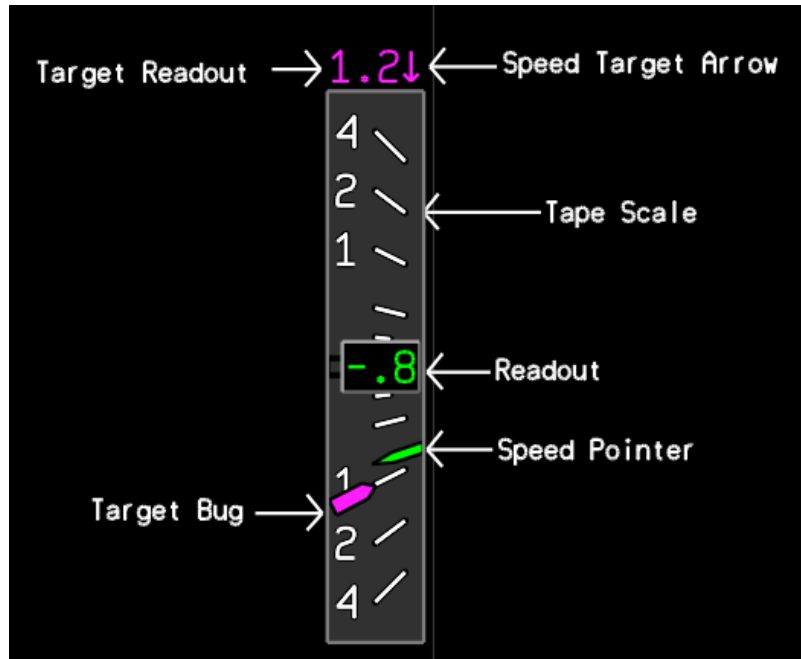 Target Readout
1.2↓
Speed Target Arrow
4
2
Tape Scale
1
-.8
Readout
Speed Pointer
1
Target Bug
2
4